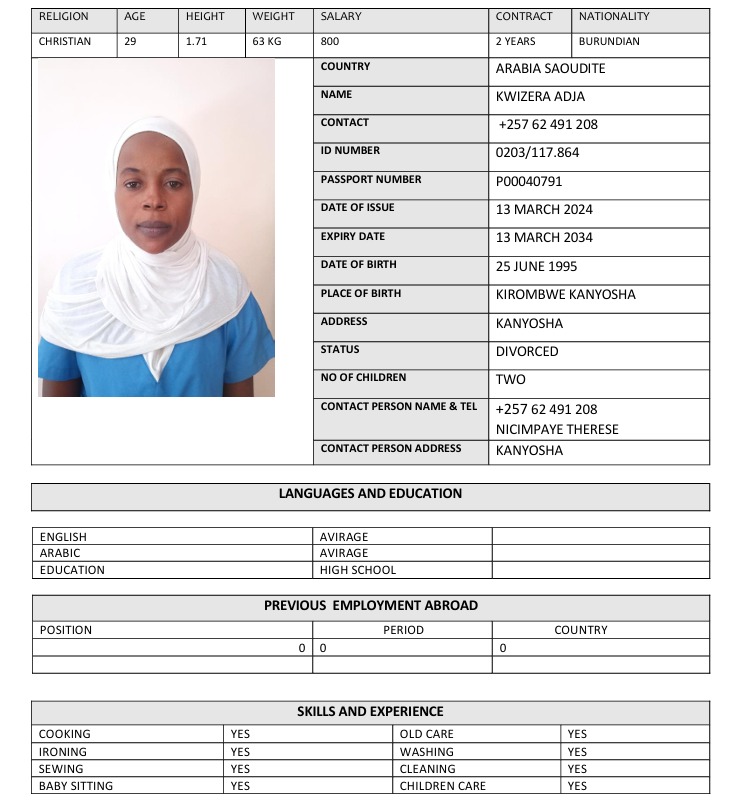 RELIGION AGE HEIGHT WEIGHT SALARY CONTRACT NATIONALITY
CHRISTIAN 29 1.71 63 KG 800 2 YEARS BURUNDIAN
COUNTRY ARABIA SAOUDITE
NAME KWIZERA ADJA
CONTACT +257 62 491 208
ID NUMBER 0203/117.864
PASSPORT NUMBER P00040791
DATE OF ISSUE 13 MARCH 2024
EXPIRY DATE 13 MARCH 2034
DATE OF BIRTH 25 JUNE 1995
PLACE OF BIRTH KIROMBWE KANYOSHA
ADDRESS KANYOSHA
STATUS DIVORCED
NO OF CHILDREN TWO
CONTACT PERSON NAME & TEL +257 62 491 208
NICIMPAYE THERESE
CONTACT PERSON ADDRESS KANYOSHA
LANGUAGES AND EDUCATION
ENGLISH AVIRAGE
ARABIC AVIRAGE
EDUCATION HIGH SCHOOL
PREVIOUS EMPLOYMENT ABROAD
POSITION PERIOD COUNTRY
0 0 0
SKILLS AND EXPERIENCE
COOKING YES OLD CARE YES
IRONING YES WASHING YES
SEWING YES CLEANING YES
BABY SITTING YES CHILDREN CARE YES